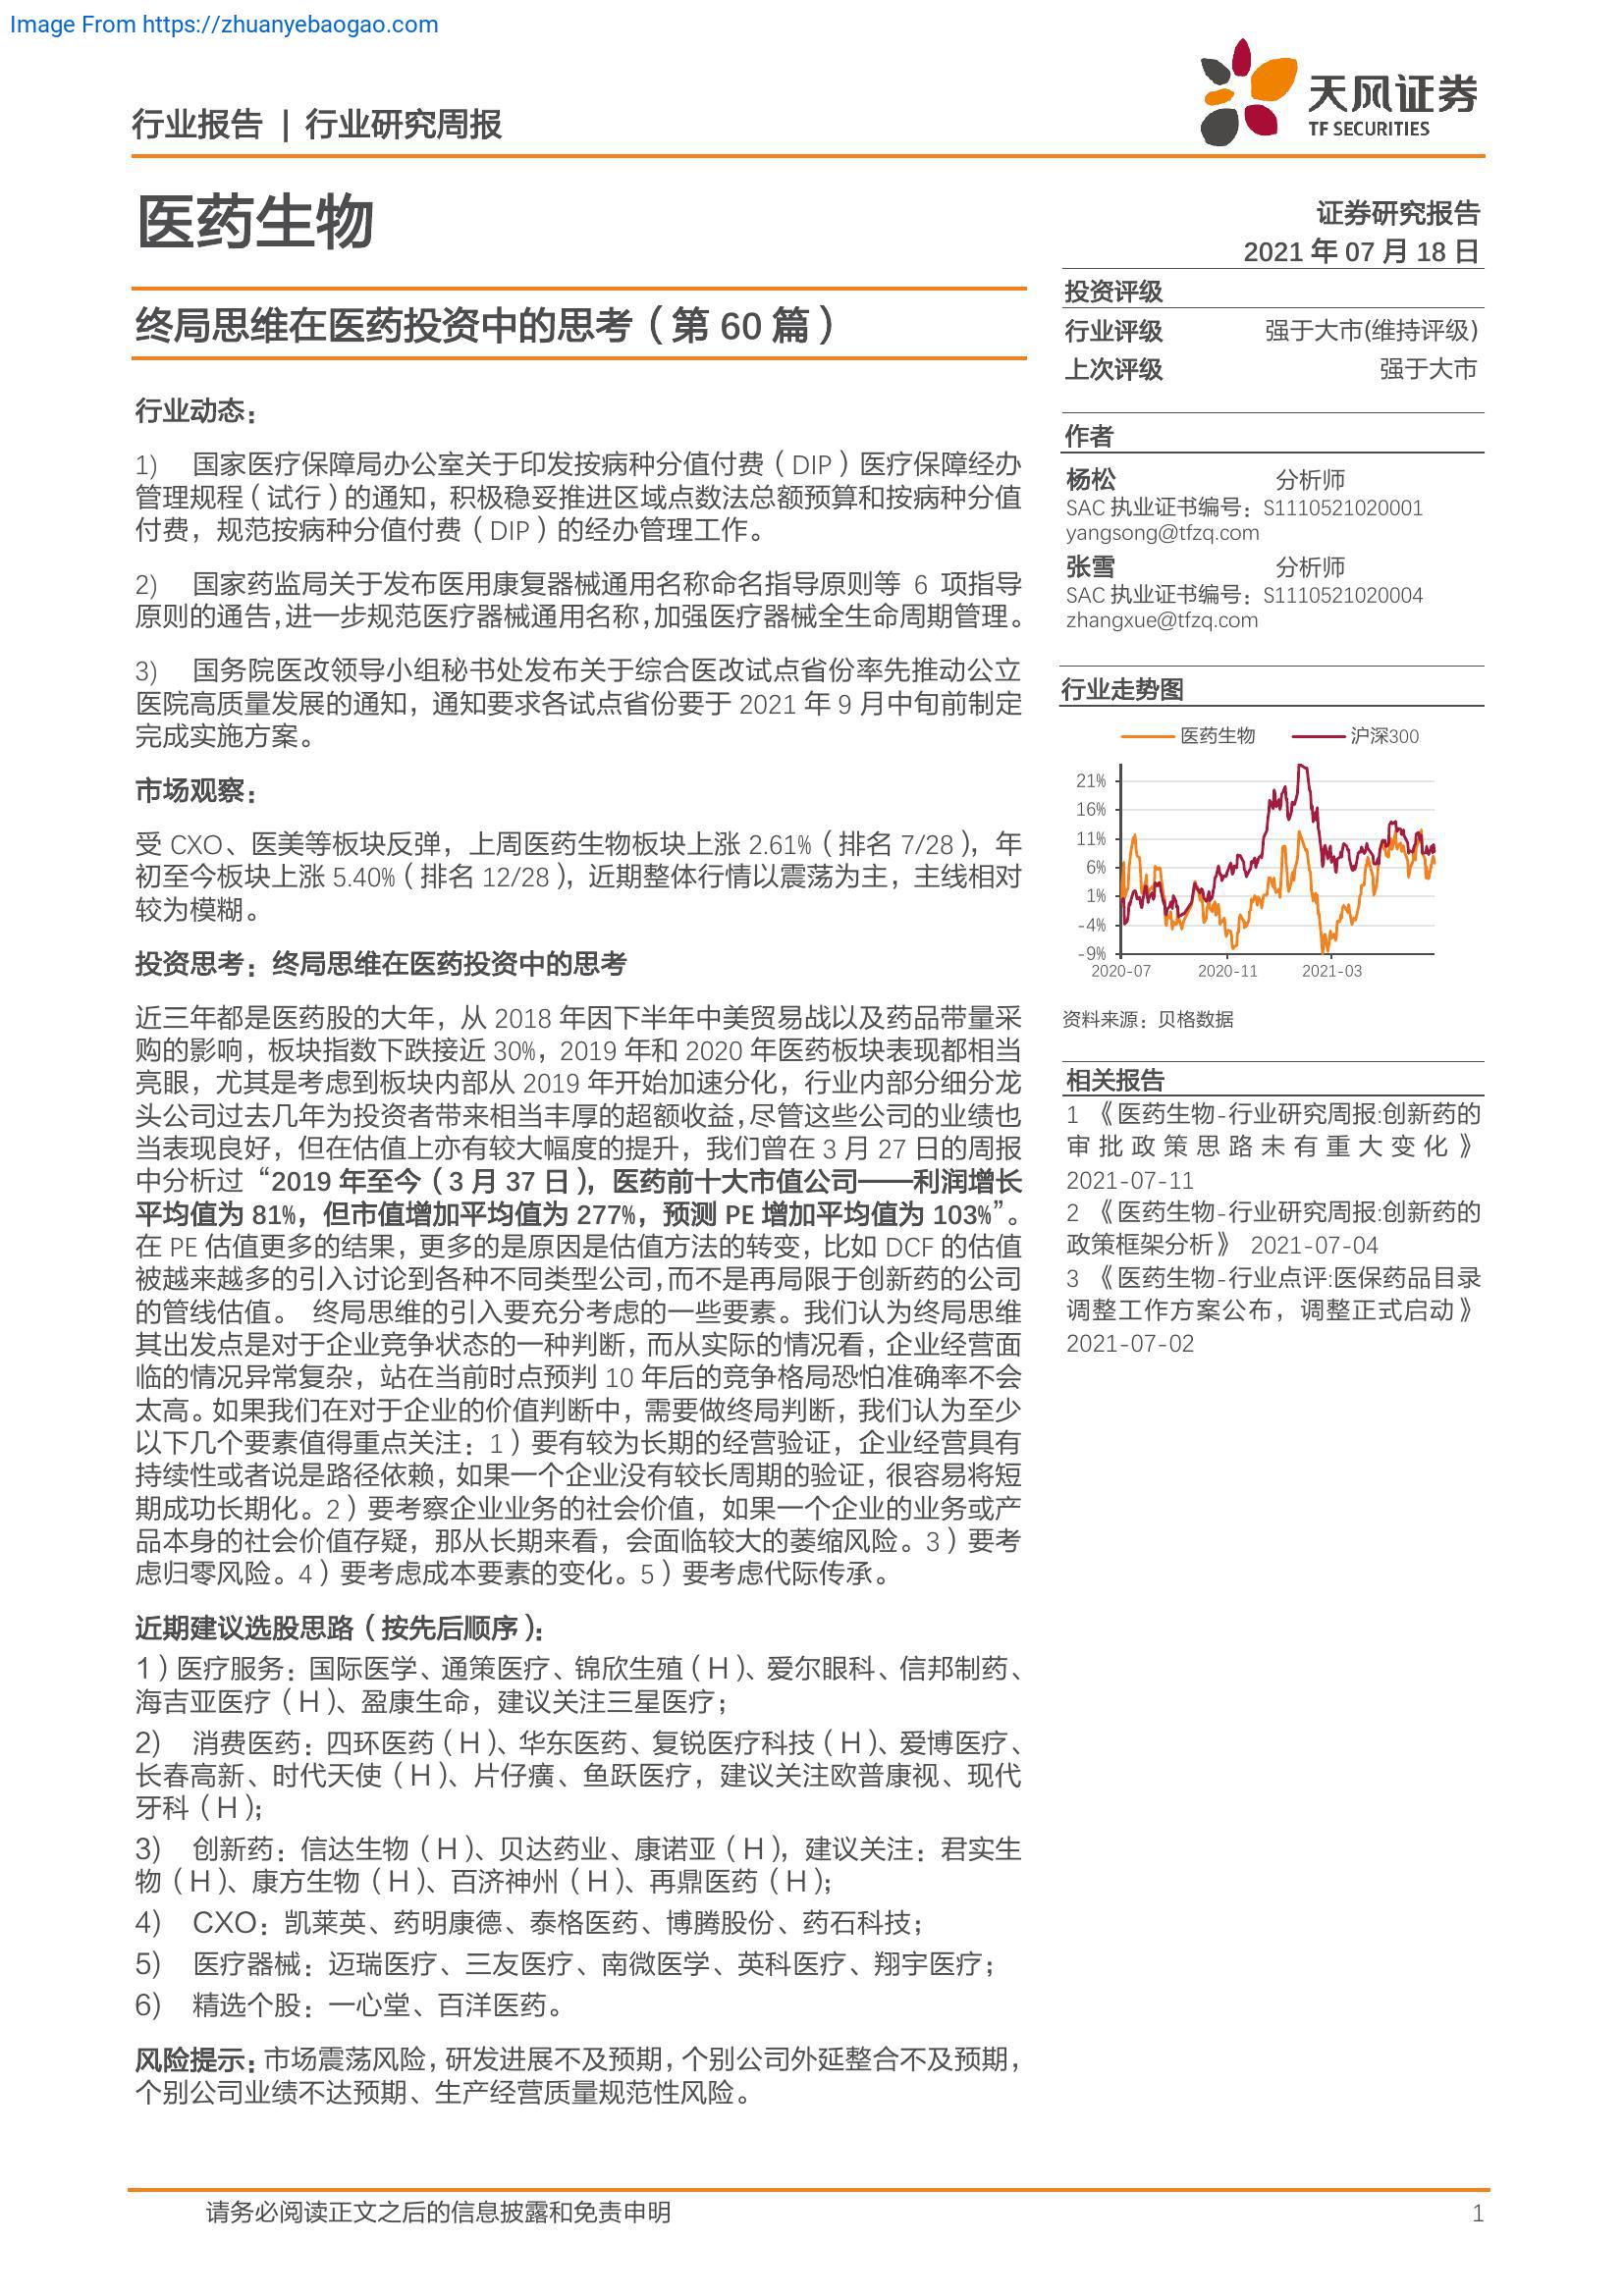 Image From https://zhuanyebaogao.com
行业报告 | 行业研究周报
天风证券
TF SECURITIES
医药生物
证券研究报告
2021 年 07 月 18 日
终局思维在医药投资中的思考（第 60 篇）
行业动态：
1) 国家医疗保障局办公室关于印发按病种分值付费（DIP）医疗保障经办
管理规程（试行）的通知，积极稳妥推进区域点数法总额预算和按病种分值
付费，规范按病种分值付费（DIP）的经办管理工作。
2) 国家药监局关于发布医用康复器械通用名称命名指导原则等 6 项指导
原则的通告，进一步规范医疗器械通用名称，加强医疗器械全生命周期管理。
3) 国务院医改领导小组秘书处发布关于综合医改试点省份率先推动公立
医院高质量发展的通知，通知要求各试点省份要于 2021 年 9 月中旬前制定
完成实施方案。
市场观察：
受 CXO、医美等板块反弹，上周医药生物板块上涨 2.61%（排名 7/28），年
初至今板块上涨 5.40%（排名 12/28），近期整体行情以震荡为主，主线相对
较为模糊。
投资思考：终局思维在医药投资中的思考
近三年都是医药股的大年，从 2018 年因下半年中美贸易战以及药品带量采
购的影响，板块指数下跌接近 30%，2019 年和 2020 年医药板块表现都相当
亮眼，尤其是考虑到板块内部从 2019 年开始加速分化，行业内部分细分龙
头公司过去几年为投资者带来相当丰厚的超额收益，尽管这些公司的业绩也
当表现良好，但在估值上亦有较大幅度的提升，我们曾在 3 月 27 日的周报
中分析过“2019 年至今（3 月 37 日），医药前十大市值公司——利润增长
平均值为 81%，但市值增加平均值为 277%，预测 PE 增加平均值为 103%”。
在 PE 估值更多的结果，更多的是原因是估值方法的转变，比如 DCF 的估值
被越来越多的引入讨论到各种不同类型公司，而不是再局限于创新药的公司
的管线估值。 终局思维的引入要充分考虑的一些要素。我们认为终局思维
其出发点是对于企业竞争状态的一种判断，而从实际的情况看，企业经营面
临的情况异常复杂，站在当前时点预判 10 年后的竞争格局恐怕准确率不会
太高。如果我们在对于企业的价值判断中，需要做终局判断，我们认为至少
以下几个要素值得重点关注：1）要有较为长期的经营验证，企业经营具有
持续性或者说是路径依赖，如果一个企业没有较长周期的验证，很容易将短
期成功长期化。2）要考察企业业务的社会价值，如果一个企业的业务或产
品本身的社会价值存疑，那从长期来看，会面临较大的萎缩风险。3）要考
虑归零风险。4）要考虑成本要素的变化。5）要考虑代际传承。
近期建议选股思路（按先后顺序）：
1）医疗服务：国际医学、通策医疗、锦欣生殖（H）、爱尔眼科、信邦制药、
海吉亚医疗（H）、盈康生命，建议关注三星医疗；
2) 消费医药：四环医药（H）、华东医药、复锐医疗科技（H）、爱博医疗、
长春高新、时代天使（H）、片仔癀、鱼跃医疗，建议关注欧普康视、现代
牙科（H）；
3) 创新药：信达生物（H）、贝达药业、康诺亚（H），建议关注：君实生
物（H）、康方生物（H）、百济神州（H）、再鼎医药（H）；
4) CXO：凯莱英、药明康德、泰格医药、博腾股份、药石科技；
5) 医疗器械：迈瑞医疗、三友医疗、南微医学、英科医疗、翔宇医疗；
6) 精选个股：一心堂、百洋医药。
风险提示：市场震荡风险，研发进展不及预期，个别公司外延整合不及预期，
个别公司业绩不达预期、生产经营质量规范性风险。
投资评级
行业评级 强于大市(维持评级)
上次评级 强于大市
作者
杨松 分析师
SAC 执业证书编号：S1110521020001
yangsong@tfzq.com
张雪 分析师
SAC 执业证书编号：S1110521020004
zhangxue@tfzq.com
行业走势图
医药生物 沪深300
21%
16%
11%
6%
1%
-4%
-9%
2020-07 2020-11 2021-03
资料来源：贝格数据
相关报告
1 《医药生物-行业研究周报:创新药的
审批政策思路未有重大变化》
2021-07-11
2 《医药生物-行业研究周报:创新药的
政策框架分析》 2021-07-04
3 《医药生物-行业点评:医保药品目录
调整工作方案公布，调整正式启动》
2021-07-02
请务必阅读正文之后的信息披露和免责申明 1